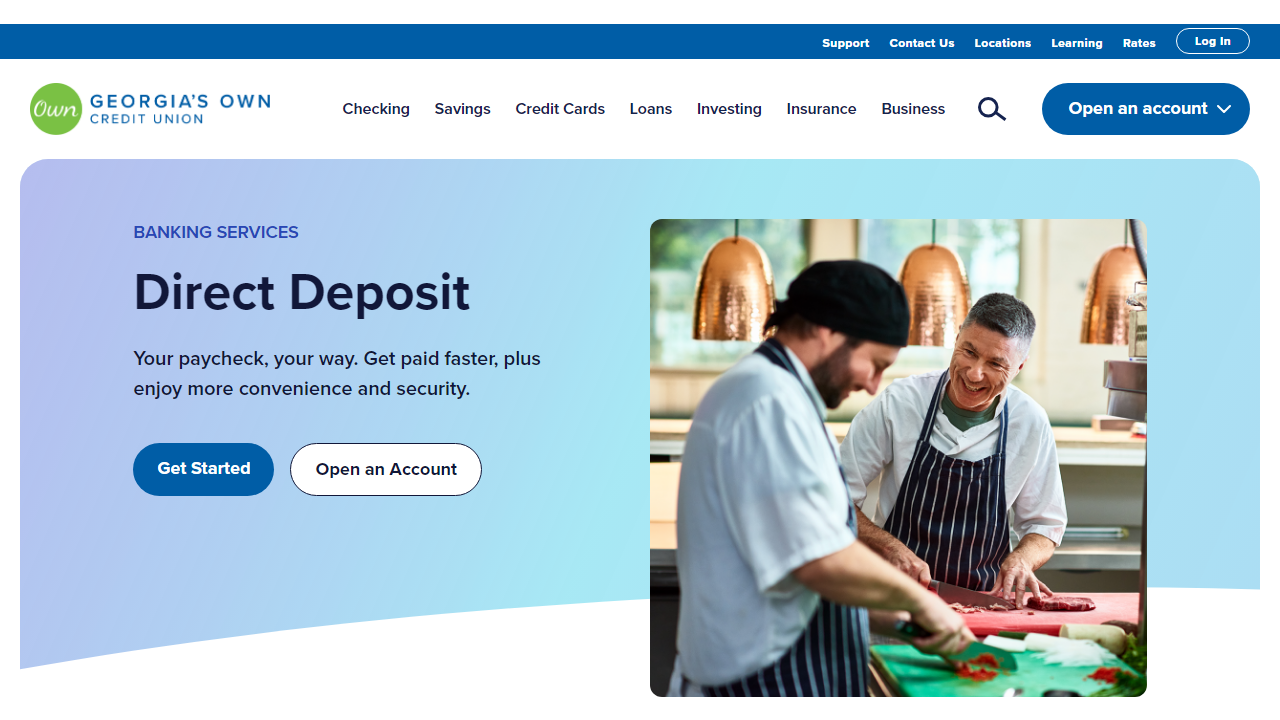 Support Contact Us Locations Learning Rates Log In
Own GEORGIA'S OWN
CREDIT UNION
Checking Savings Credit Cards Loans Investing Insurance Business Open an account
BANKING SERVICES
Direct Deposit
Your paycheck, your way. Get paid faster, plus
enjoy more convenience and security.
Get Started Open an Account